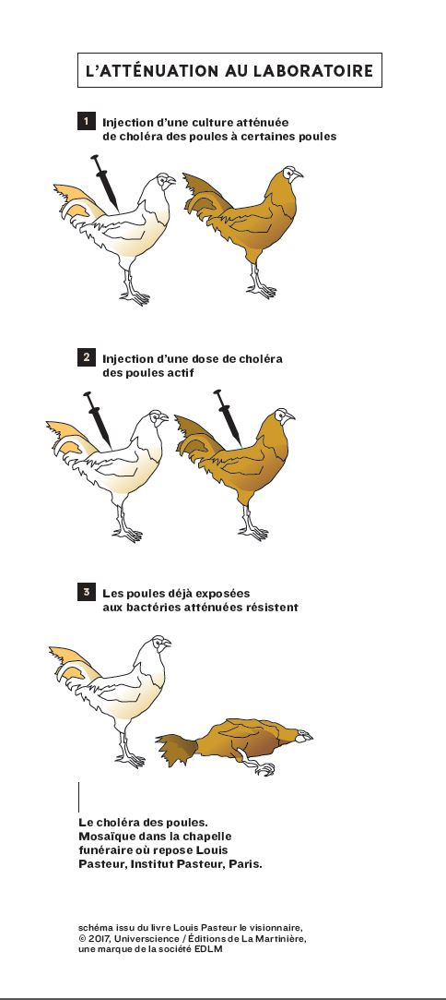 L’ATTÉNUATION AU LABORATOIRE
1 Injection d’une culture atténuée
de choléra des poules à certaines poules
2 Injection d’une dose de choléra
des poules actif
3 Les poules déjà exposées
aux bactéries atténuées résistent
Le choléra des poules.
Mosaïque dans la chapelle
funéraire où repose Louis
Pasteur, Institut Pasteur, Paris.
schéma issu du livre Louis Pasteur le visionnaire,
© 2017, Universcience / Éditions de La Martinière,
une marque de la société EDLM